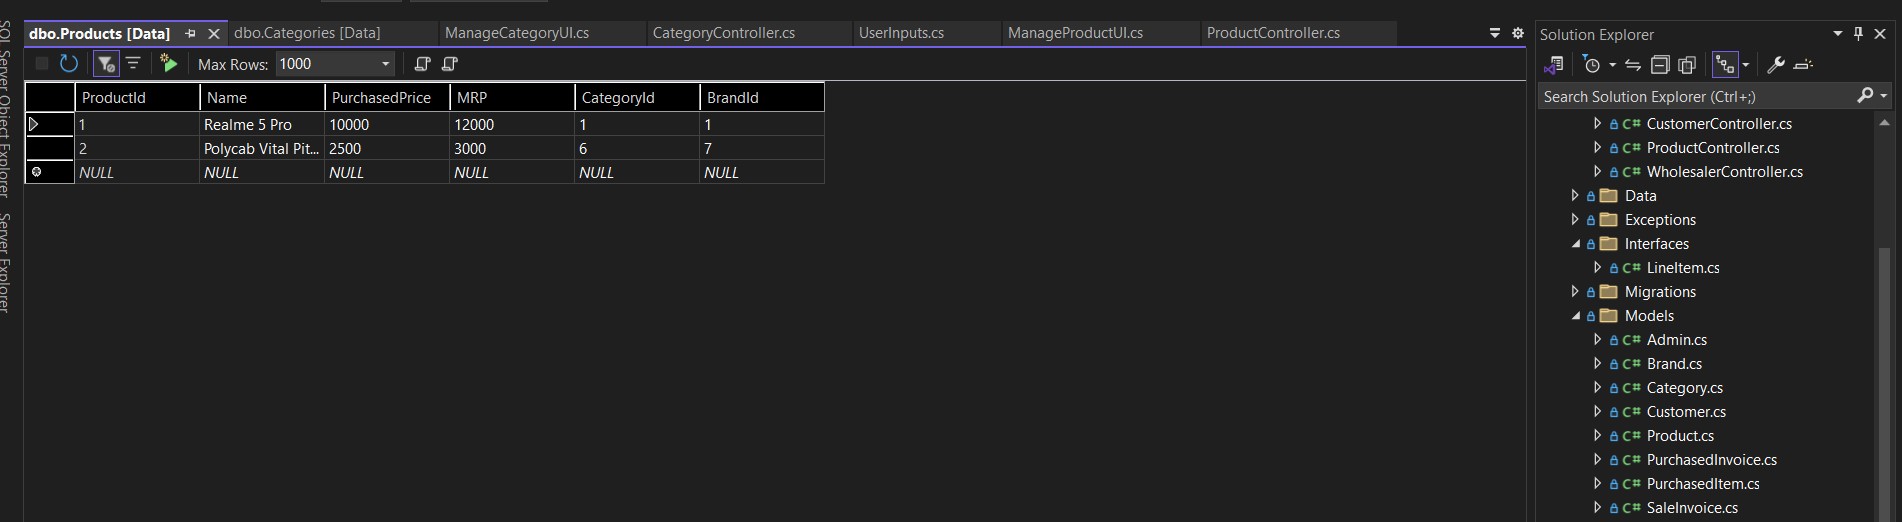 SQL Server Object Explorer
Server Explorer
dbo.Products [Data]
dbo.Categories [Data]
ManageCategoryUI.cs
CategoryController.cs
UserInputs.cs
ManageProductUI.cs
ProductController.cs
Max Rows: 1000
ProductId Name PurchasedPrice MRP CategoryId BrandId
1 Realme 5 Pro 10000 12000 1 1
2 Polycab Vital Pit... 2500 3000 6 7
NULL NULL NULL NULL NULL NULL
Solution Explorer
Search Solution Explorer (Ctrl+;)
C# CustomerController.cs
C# ProductController.cs
C# WholesalerController.cs
Data
Exceptions
Interfaces
C# LineItem.cs
Migrations
Models
C# Admin.cs
C# Brand.cs
C# Category.cs
C# Customer.cs
C# Product.cs
C# PurchasedInvoice.cs
C# PurchasedItem.cs
C# SaleInvoice.cs